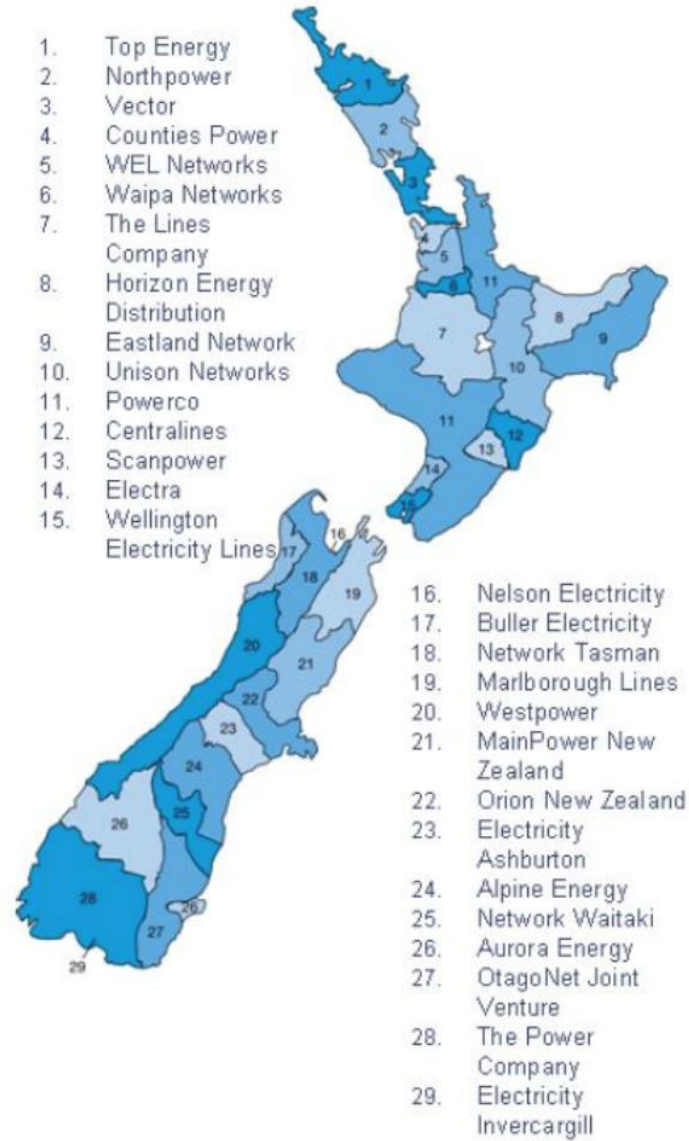 1. Top Energy
2. Northpower
3. Vector
4. Counties Power
5. WEL Networks
6. Waipa Networks
7. The Lines
Company
8. Horizon Energy
Distribution
9. Eastland Network
10. Unison Networks
11. Powerco
12. Centralines
13. Scanpower
14. Electra
15. Wellington
Electricity Lines
1
2
3
4
5
6
11
8
9
7
10
11
12
13
14
15
16
17
18
19
20
21
22
23
24
25
26
28
26
27
29
16. Nelson Electricity
17. Buller Electricity
18. Network Tasman
19. Marlborough Lines
20. Westpower
21. MainPower New
Zealand
22. Orion New Zealand
23. Electricity
Ashburton
24. Alpine Energy
25. Network Waitaki
26. Aurora Energy
27. OtagoNet Joint
Venture
28. The Power
Company
29. Electricity
Invercargill